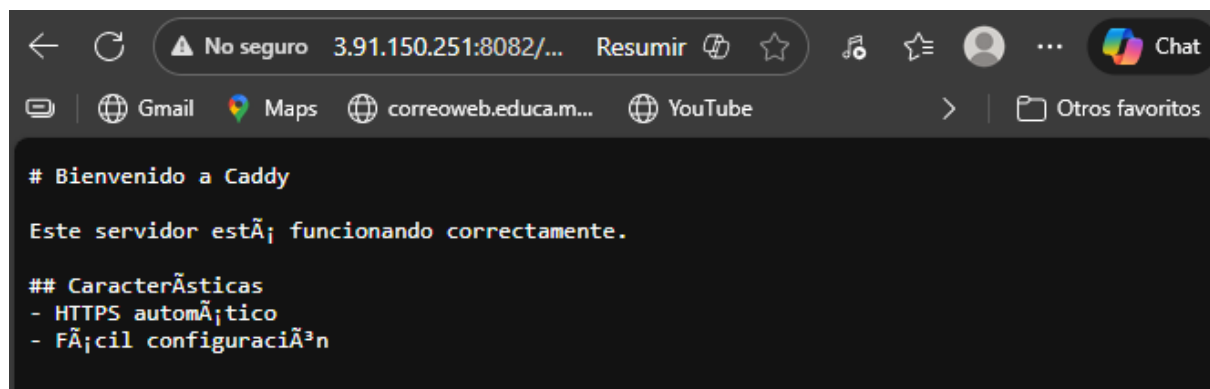 No seguro 3.91.150.251:8082/... Resumir Chat
Gmail Maps correoweb.educa.m... YouTube > Otros favoritos
# Bienvenido a Caddy
Este servidor estÃ¡ funcionando correctamente.
## CaracterÃsticas
- HTTPS automÃ¡tico
- FÃ¡cil configuraciÃ³n